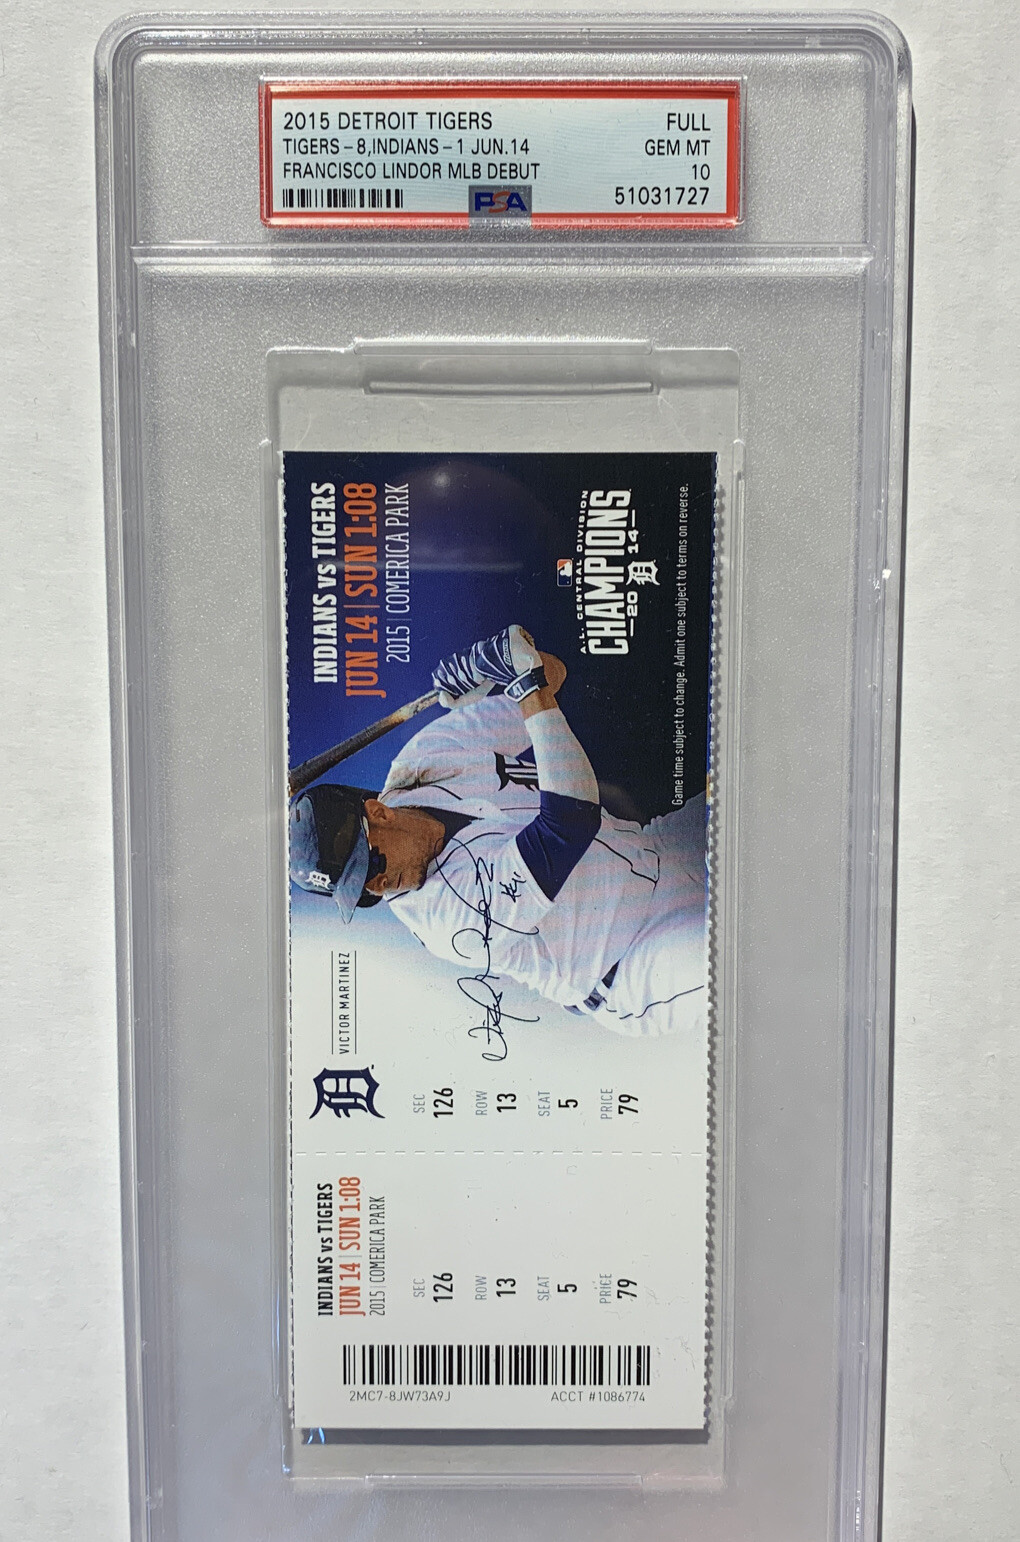 2015 DETROIT TIGERS FULL
TIGERS-8,INDIANS-1 JUN.14 GEM MT
FRANCISCO LINDOR MLB DEBUT 10
PSA 51031727
INDIANS vs TIGERS
JUN 14 | SUN 1:08
2015 | COMERICA PARK
A.L. CENTRAL DIVISION
CHAMPIONS
20 D 14
Game time subject to change. Admit one subject to terms on reverse.
D
VICTOR MARTINEZ
#41
SEC
126
ROW
13
SEAT
5
PRICE
79
INDIANS vs TIGERS
JUN 14 | SUN 1:08
2015 | COMERICA PARK
SEC
126
ROW
13
SEAT
5
PRICE
79
2MC7-8JW73A9J ACCT #1086774